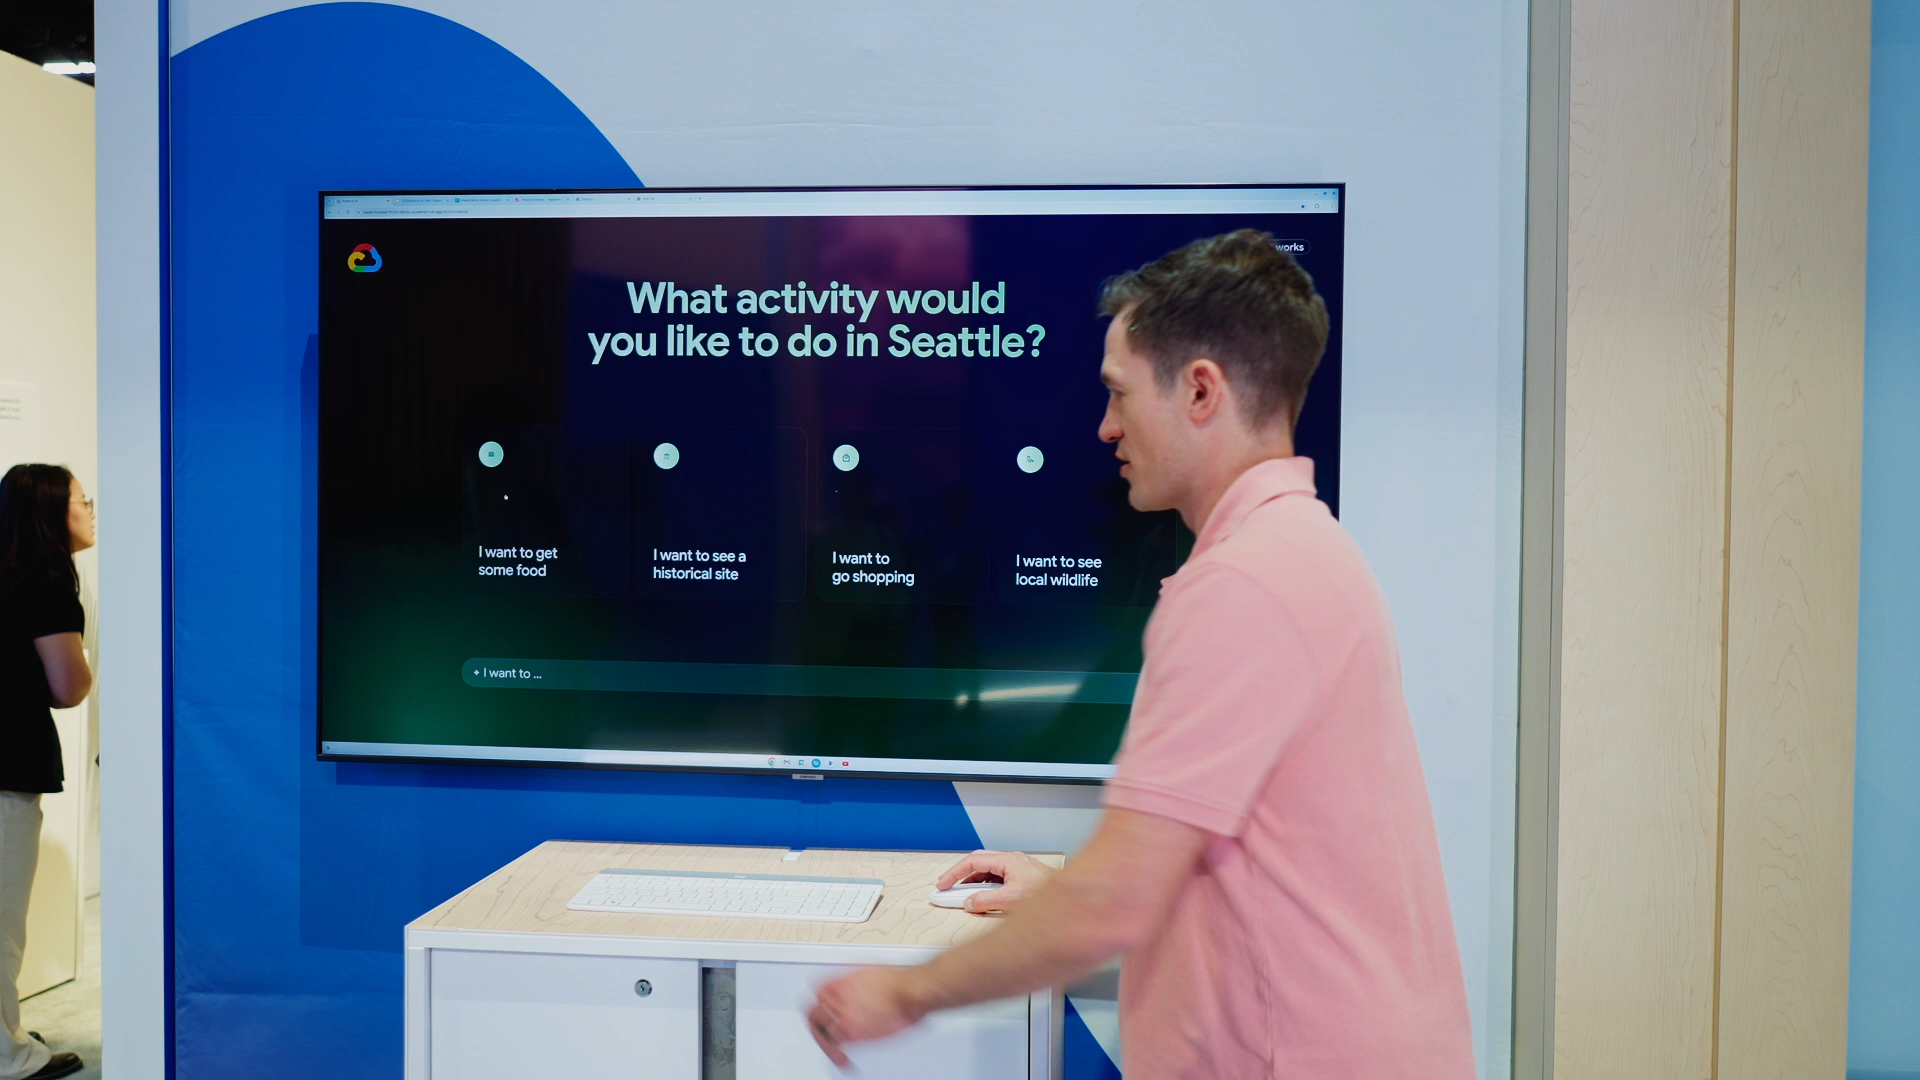 works
What activity would
you like to do in Seattle?
I want to get
some food
I want to see a
historical site
I want to
go shopping
I want to see
local wildlife
I want to ...
SAMSUNG